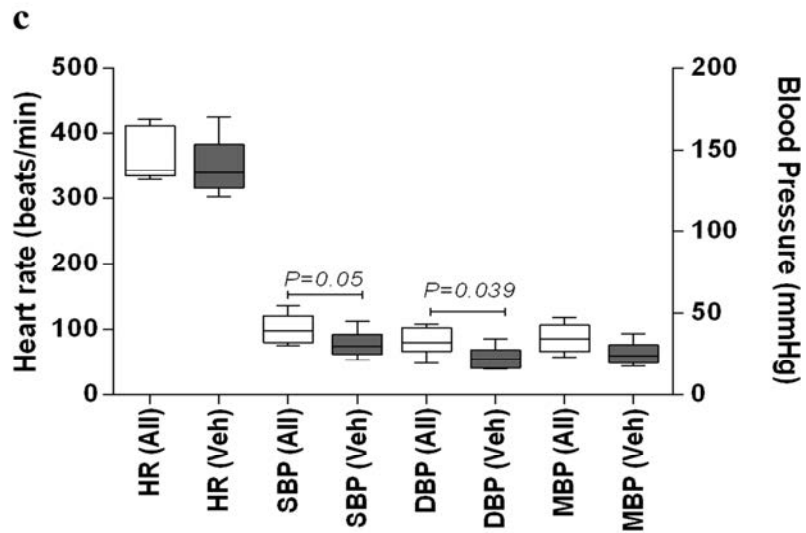 c
Heart rate (beats/min)
500
400
300
200
100
0
P=0.05
P=0.039
200
150
100
50
0
Blood Pressure (mmHg)
HR (All)
HR (Veh)
SBP (All)
SBP (Veh)
DBP (All)
DBP (Veh)
MBP (All)
MBP (Veh)